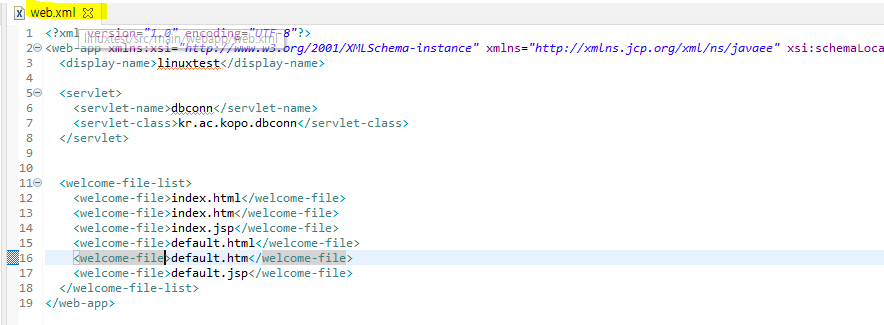 web.xml
1 <?xml version="1.0" encoding="UTF-8"?>
linuxtest/src/main/webapp/web.xml
2 <web-app xmlns:xsi="http://www.w3.org/2001/XMLSchema-instance" xmlns="http://xmlns.jcp.org/xml/ns/javaee" xsi:schemaLoca
3 <display-name>linuxtest</display-name>
4
5 <servlet>
6 <servlet-name>dbconn</servlet-name>
7 <servlet-class>kr.ac.kopo.dbconn</servlet-class>
8 </servlet>
9
10
11 <welcome-file-list>
12 <welcome-file>index.html</welcome-file>
13 <welcome-file>index.htm</welcome-file>
14 <welcome-file>index.jsp</welcome-file>
15 <welcome-file>default.html</welcome-file>
16 <welcome-file>default.htm</welcome-file>
17 <welcome-file>default.jsp</welcome-file>
18 </welcome-file-list>
19 </web-app>